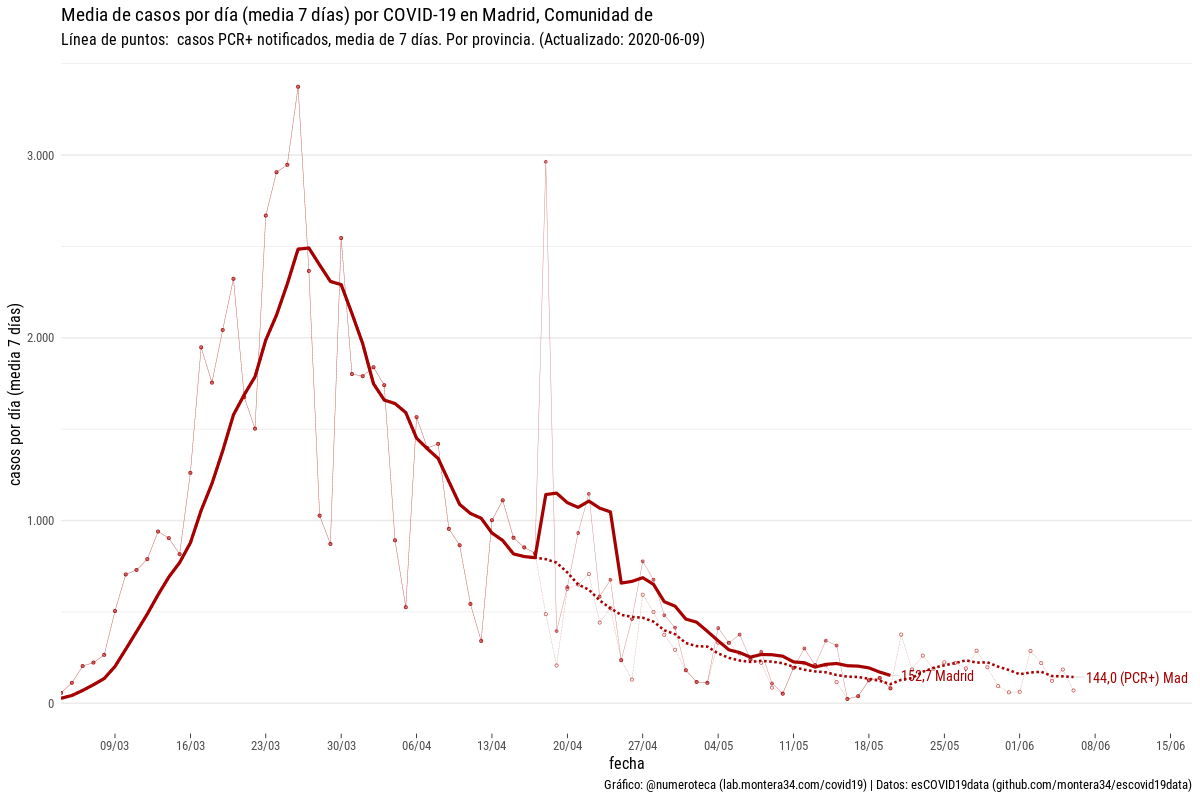 Media de casos por día (media 7 días) por COVID-19 en Madrid, Comunidad de
Línea de puntos:  casos PCR+ notificados, media de 7 días. Por provincia. (Actualizado: 2020-06-09)
casos por día (media 7 días)
3.000
2.000
1.000
0
152,7 Madrid
144,0 (PCR+) Mad
09/03 16/03 23/03 30/03 06/04 13/04 20/04 27/04 04/05 11/05 18/05 25/05 01/06 08/06 15/06
fecha
Gráfico: @numeroteca (lab.montera34.com/covid19) | Datos: esCOVID19data (github.com/montera34/escovid19data)